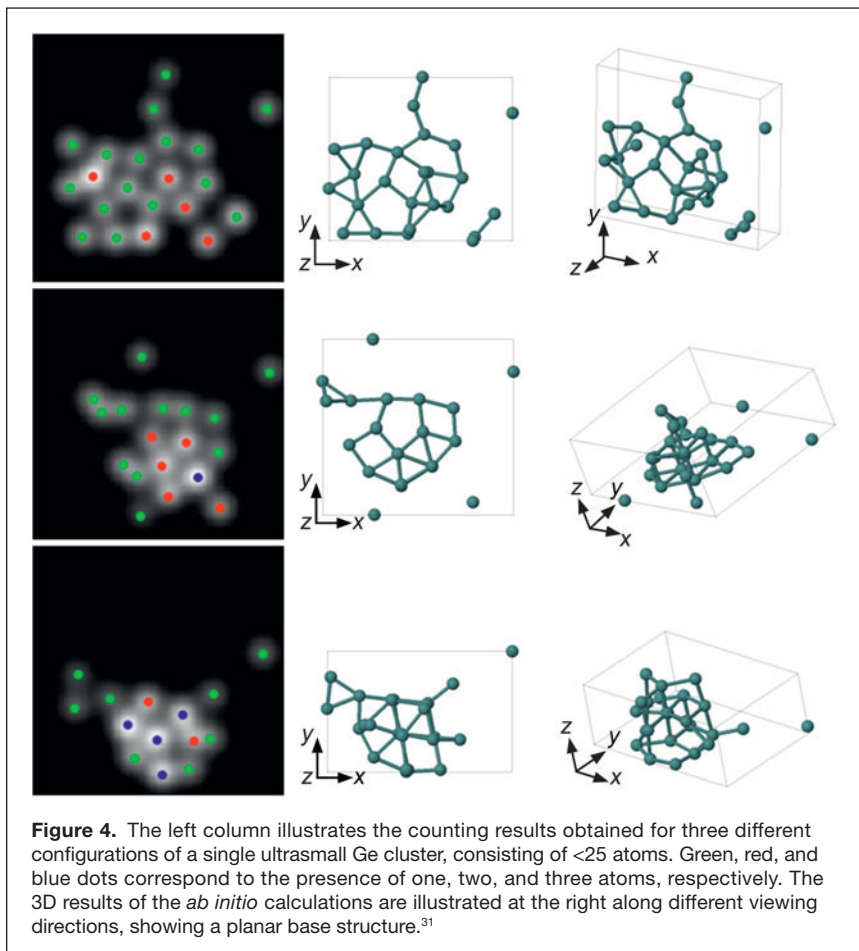 y
z x
y
z x
y
z x
z y
x
y
z x
z y
x
Figure 4. The left column illustrates the counting results obtained for three different
configurations of a single ultrasmall Ge cluster, consisting of <25 atoms. Green, red, and
blue dots correspond to the presence of one, two, and three atoms, respectively. The
3D results of the ab initio calculations are illustrated at the right along different viewing
directions, showing a planar base structure.³¹